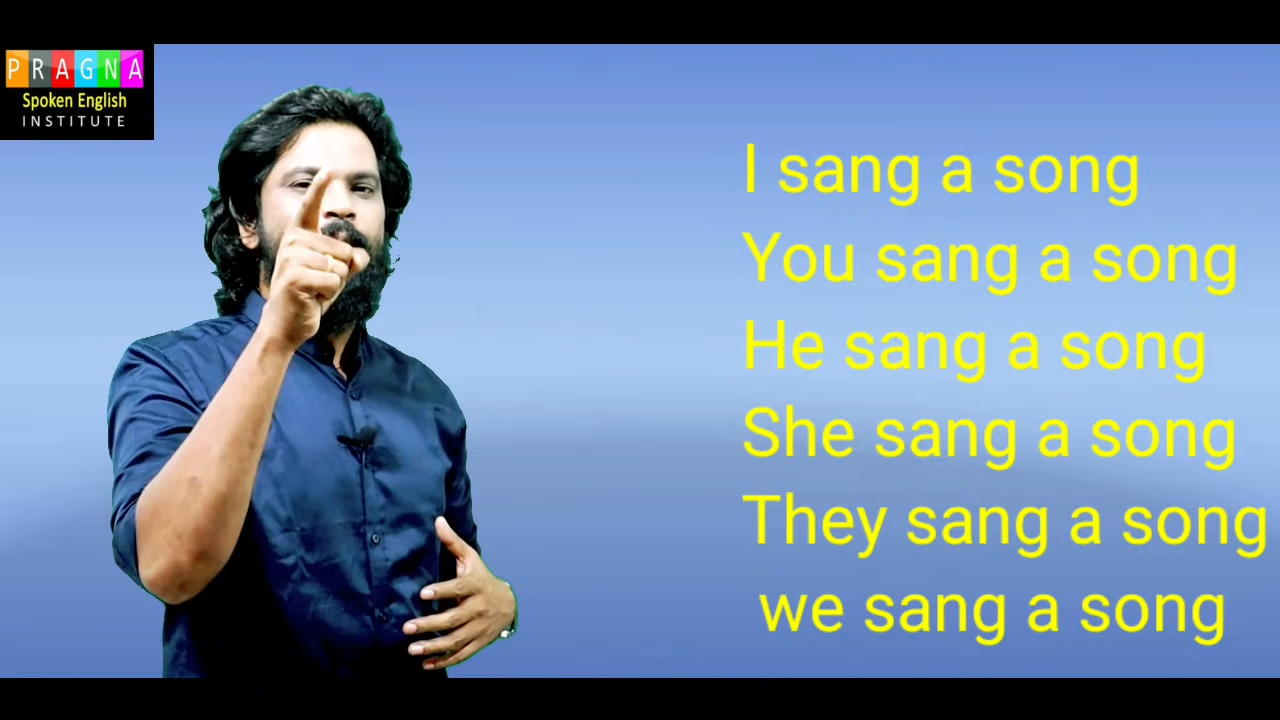 PRAGNA
Spoken English
INSTITUTE
I sang a song
You sang a song
He sang a song
She sang a song
They sang a song
we sang a song